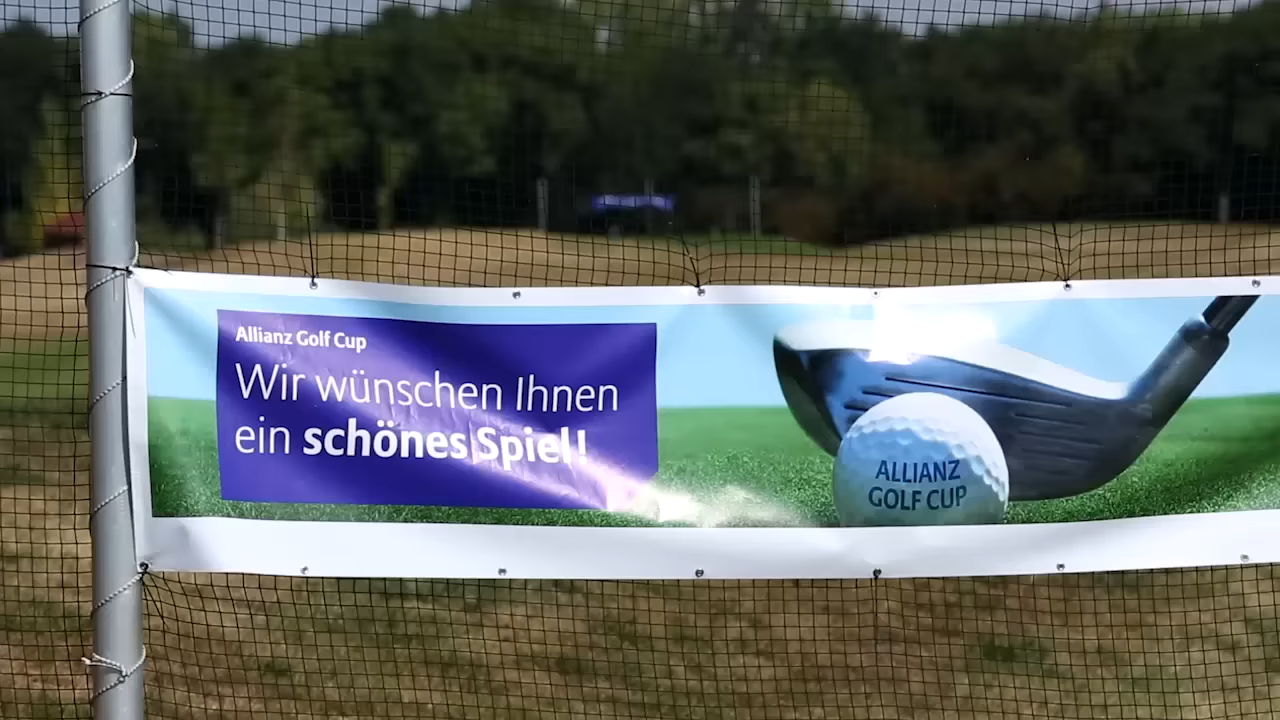 Allianz Golf Cup
Wir wünschen Ihnen
ein schönes Spiel!
ALLIANZ
GOLF CUP